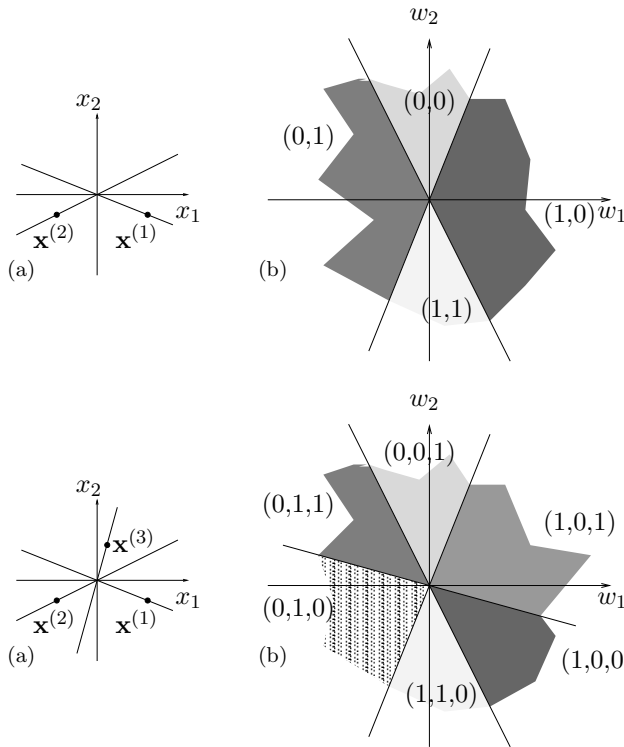 w₂
x₂
(0,0)
(0,1)
x₁
(1,0) w₁
x⁽²⁾ x⁽¹⁾
(a) (b)
(1,1)
w₂
(0,0,1)
x₂
(0,1,1)
(1,0,1)
x⁽³⁾
x₁
(0,1,0)
w₁
x⁽²⁾ x⁽¹⁾
(a) (b)
(1,0,0
(1,1,0)